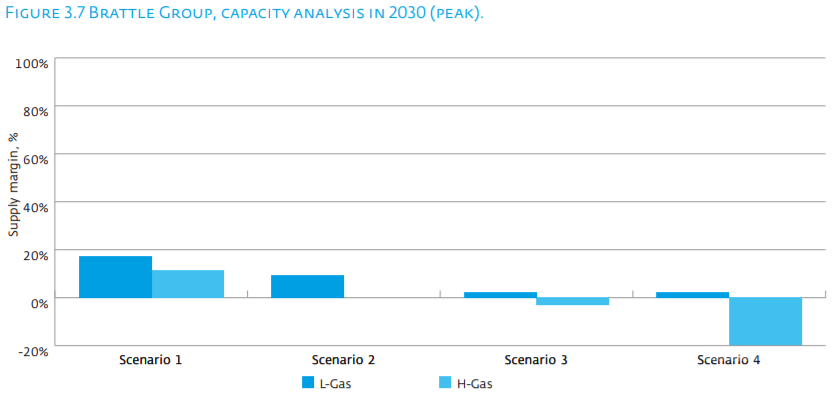 FIGURE 3.7 BRATTLE GROUP, CAPACITY ANALYSIS IN 2030 (PEAK).
100%
80%
60%
40%
20%
0%
-20%
Supply margin, %
Scenario 1
Scenario 2
Scenario 3
Scenario 4
L-Gas
H-Gas